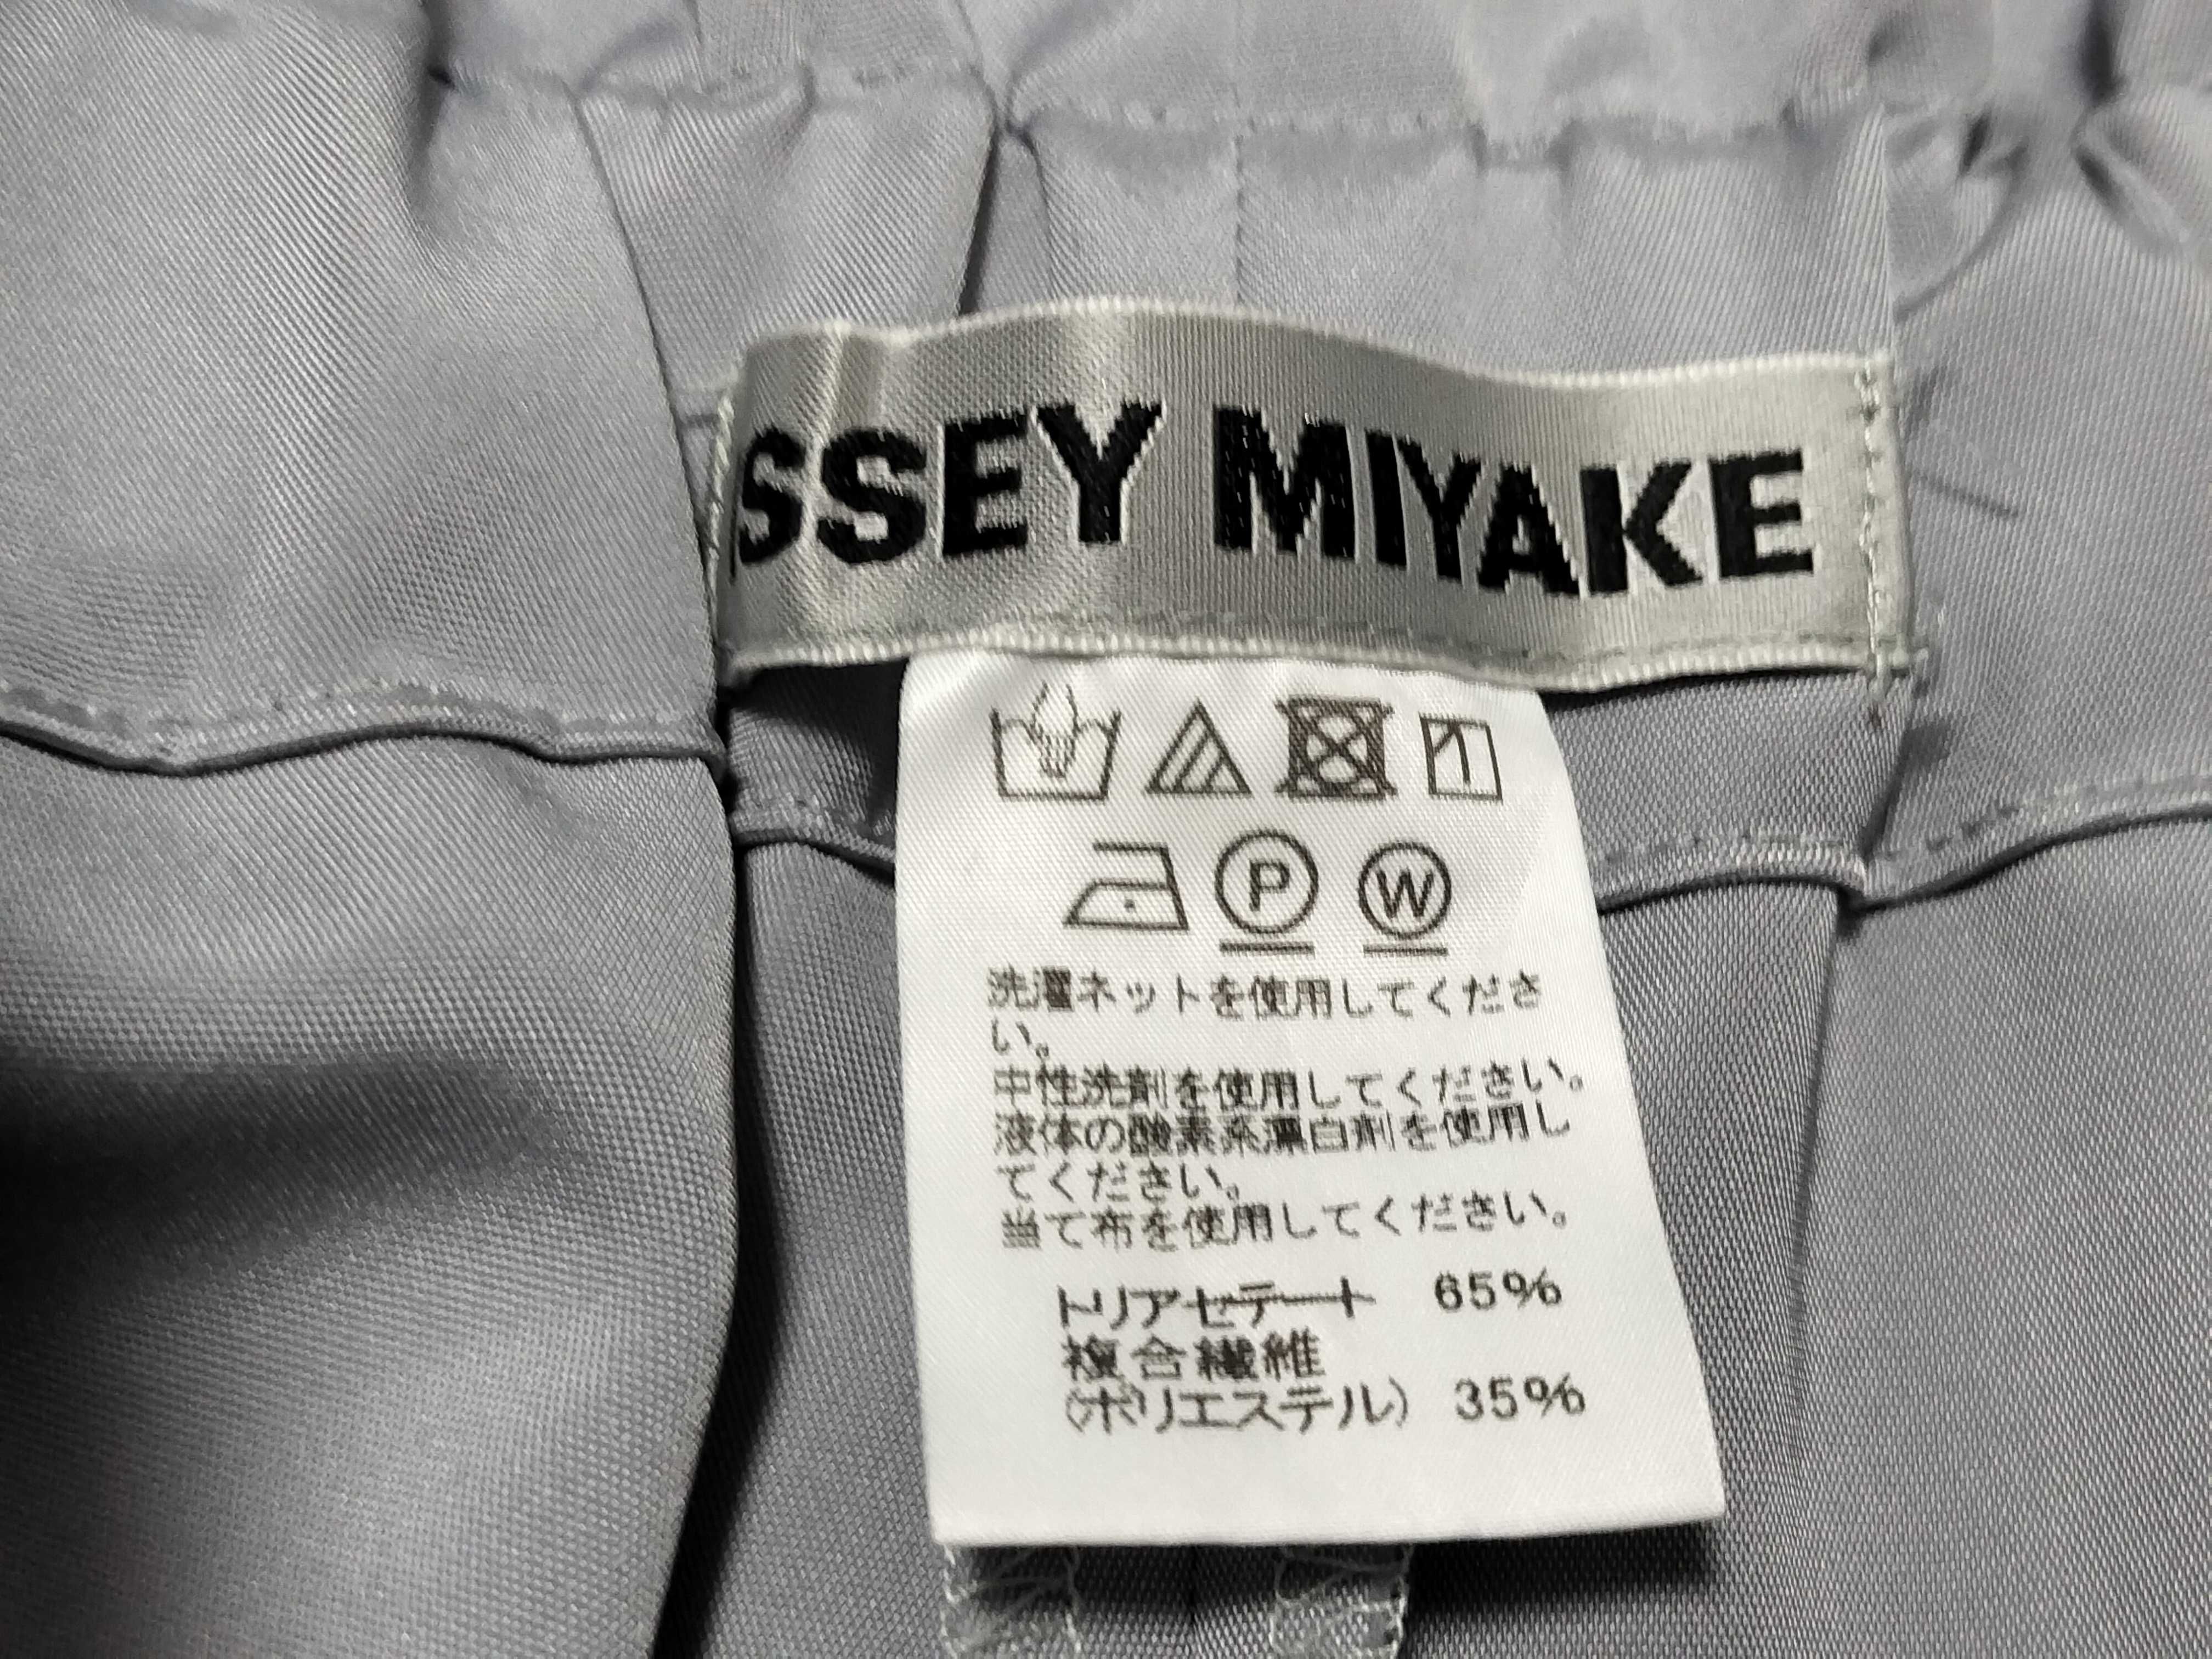 ISSEY MIYAKE
P W
洗濯ネットを使用してくださ
い。
中性洗剤を使用してください。
液体の酸素系漂白剤を使用し
てください。
当て布を使用してください。
トリアセテート 65%
複合繊維
(ポリエステル) 35%